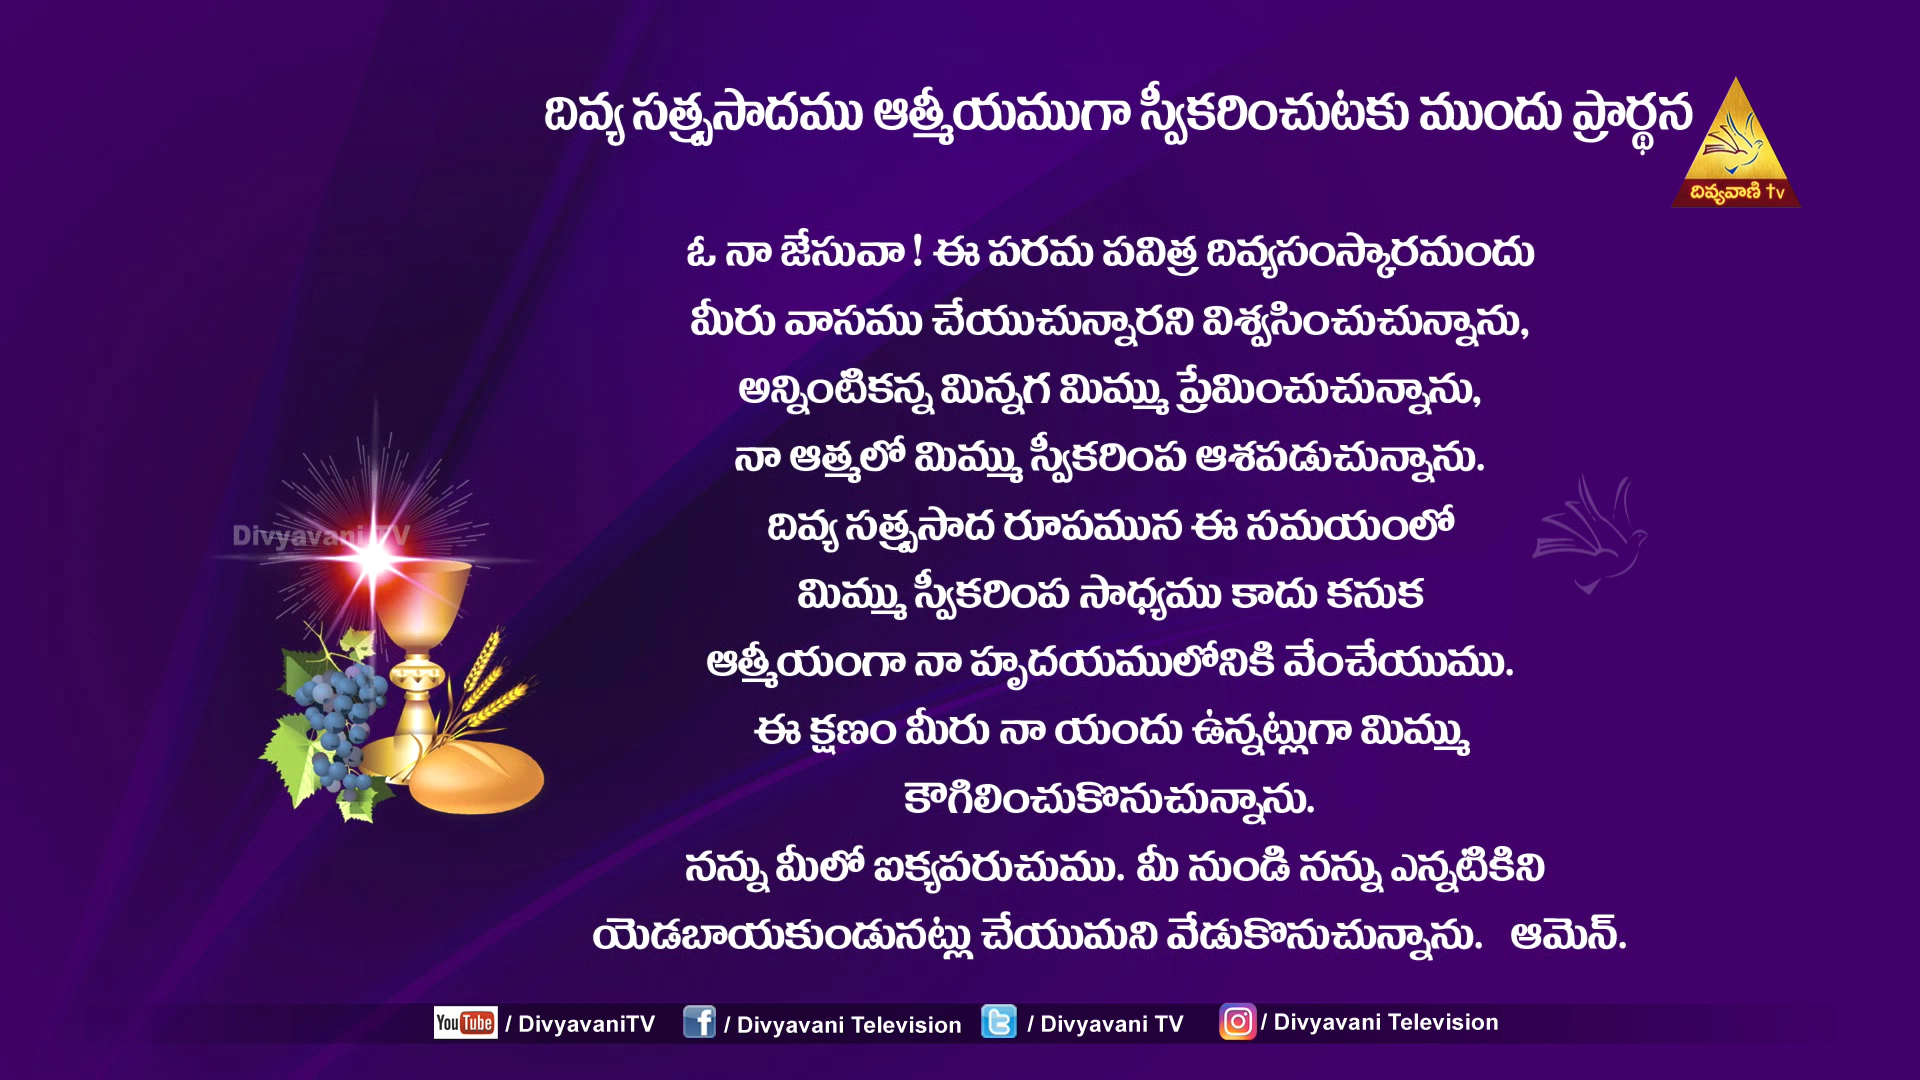 దివ్య సత్ప్రసాదము ఆత్మీయముగా స్వీకరించుటకు ముందు ప్రార్థన
దివ్యవాణి tv
ఓ నా జేసువా ! ఈ పరమ పవిత్ర దివ్యసంస్కారమందు
మీరు వాసము చేయుచున్నారని విశ్వసించుచున్నాను,
అన్నింటికన్న మిన్నగ మిమ్ము ప్రేమించుచున్నాను,
నా ఆత్మలో మిమ్ము స్వీకరింప ఆశపడుచున్నాను.
దివ్య సత్ప్రసాద రూపమున ఈ సమయంలో
మిమ్ము స్వీకరింప సాధ్యము కాదు కనుక
ఆత్మీయంగా నా హృదయములోనికి వేంచేయుము.
ఈ క్షణం మీరు నా యందు ఉన్నట్లుగా మిమ్ము
కౌగిలించుకొనుచున్నాను.
నన్ను మీలో ఐక్యపరుచుము. మీ నుండి నన్ను ఎన్నటికిని
యెడబాయకుండునట్లు చేయుమని వేడుకొనుచున్నాను. ఆమెన్.
Divyavani TV
YouTube / DivyavaniTV f / Divyavani Television / Divyavani TV / Divyavani Television